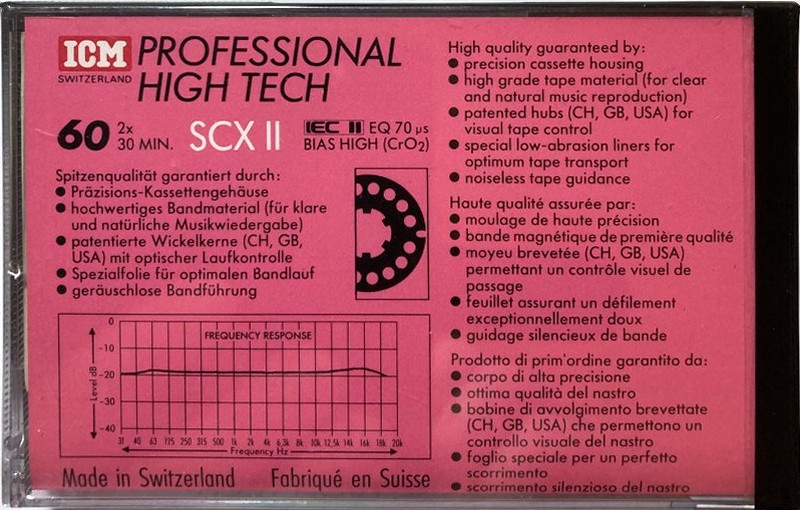 ICM
SWITZERLAND
PROFESSIONAL
HIGH TECH
60 2x
30 MIN.
SCX II
IEC II EQ 70 µs
BIAS HIGH (CrO2)
Spitzenqualität garantiert durch:
● Präzisions-Kassettengehäuse
● hochwertiges Bandmaterial (für klare
und natürliche Musikwiedergabe)
● patentierte Wickelkerne (CH, GB,
USA) mit optischer Laufkontrolle
● Spezialfolie für optimalen Bandlauf
● geräuschlose Bandführung
FREQUENCY RESPONSE
Level dB
0
-10
-20
-30
-40
31 40 63 125 250 315 500 1k 2k 4k 6,3k 8k 10k 12,5k 14k 16k 18k 20k
Frequency Hz
Made in Switzerland Fabriqué en Suisse
High quality guaranteed by:
● precision cassette housing
● high grade tape material (for clear
and natural music reproduction)
● patented hubs (CH, GB, USA) for
visual tape control
● special low-abrasion liners for
optimum tape transport
● noiseless tape guidance
Haute qualité assurée par:
● moulage de haute précision
● bande magnétique de première qualité
● moyeu brevetée (CH, GB, USA)
permettant un contrôle visuel de
passage
● feuillet assurant un défilement
exceptionnellement doux
● guidage silencieux de bande
Prodotto di prim'ordine garantito da:
● corpo di alta precisione
● ottima qualità del nastro
● bobine di avvolgimento brevettate
(CH, GB, USA) che permettono un
controllo visuale del nastro
● foglio speciale per un perfetto
scorrimento
● scorrimento silenzioso del nastro